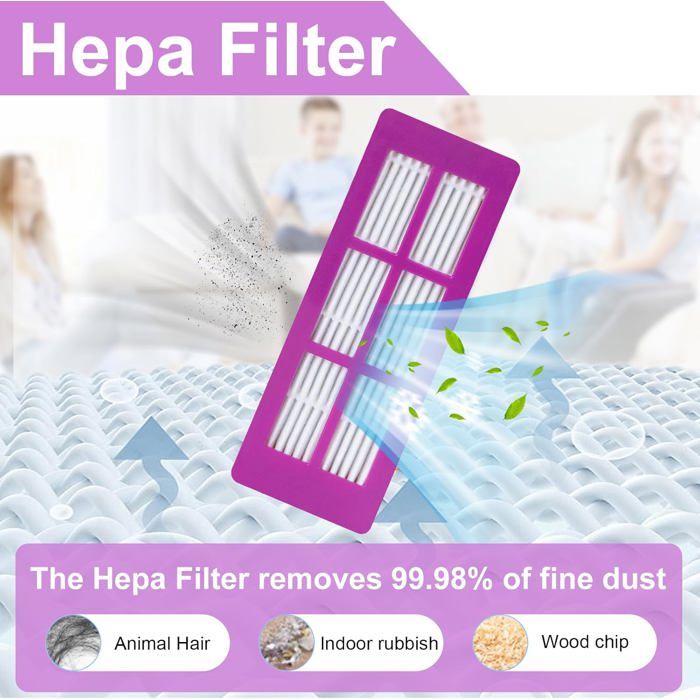 Hepa Filter
The Hepa Filter removes 99.98% of fine dust
Animal Hair
Indoor rubbish
Wood chip